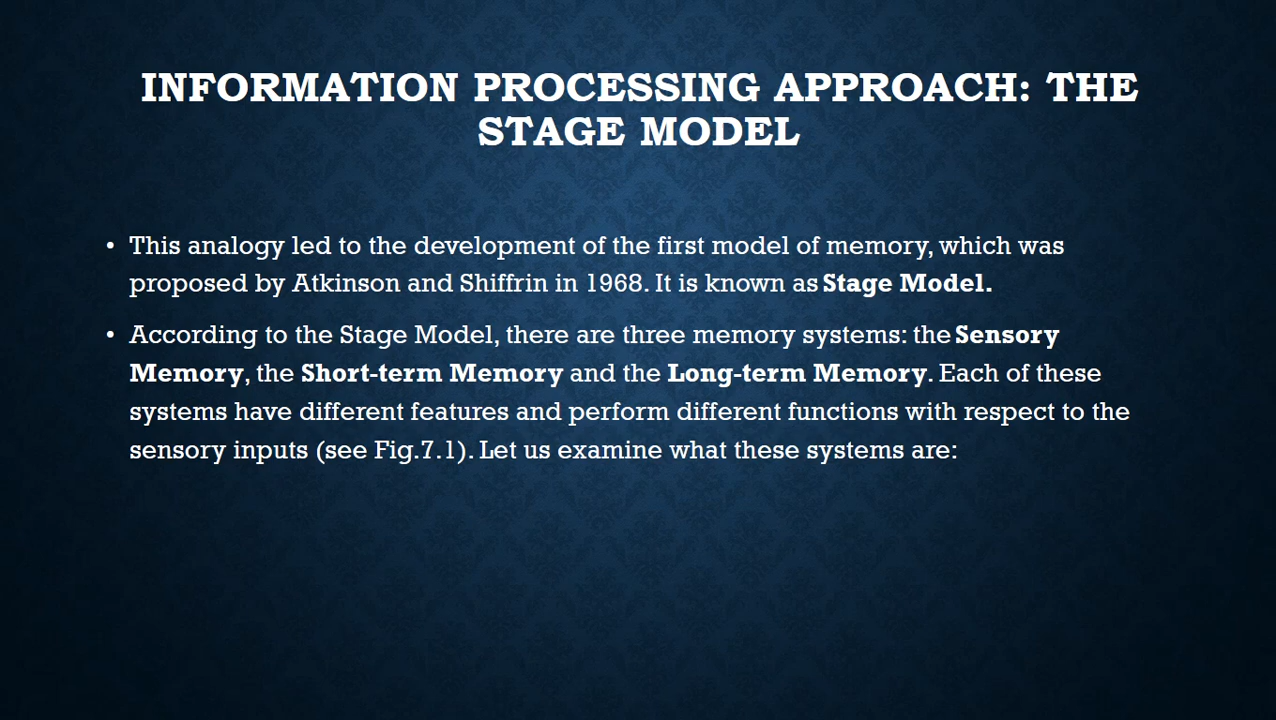 INFORMATION PROCESSING APPROACH: THE
STAGE MODEL
• This analogy led to the development of the first model of memory, which was
proposed by Atkinson and Shiffrin in 1968. It is known as Stage Model.
• According to the Stage Model, there are three memory systems: the Sensory
Memory, the Short-term Memory and the Long-term Memory. Each of these
systems have different features and perform different functions with respect to the
sensory inputs (see Fig.7.1). Let us examine what these systems are: